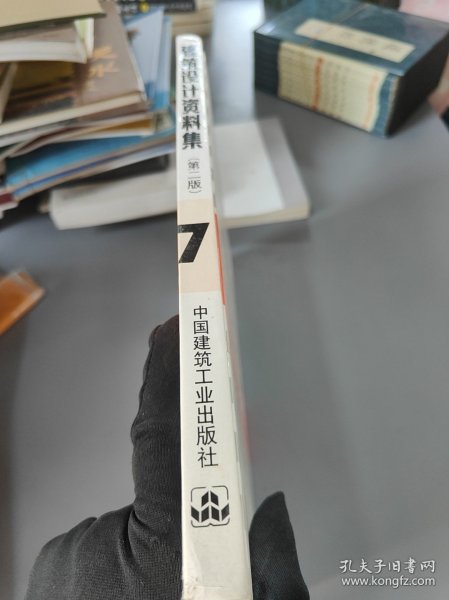 建筑设计资料集
（第二版）
7
中国建筑工业出版社
孔夫子旧书网
www.kongfz.com